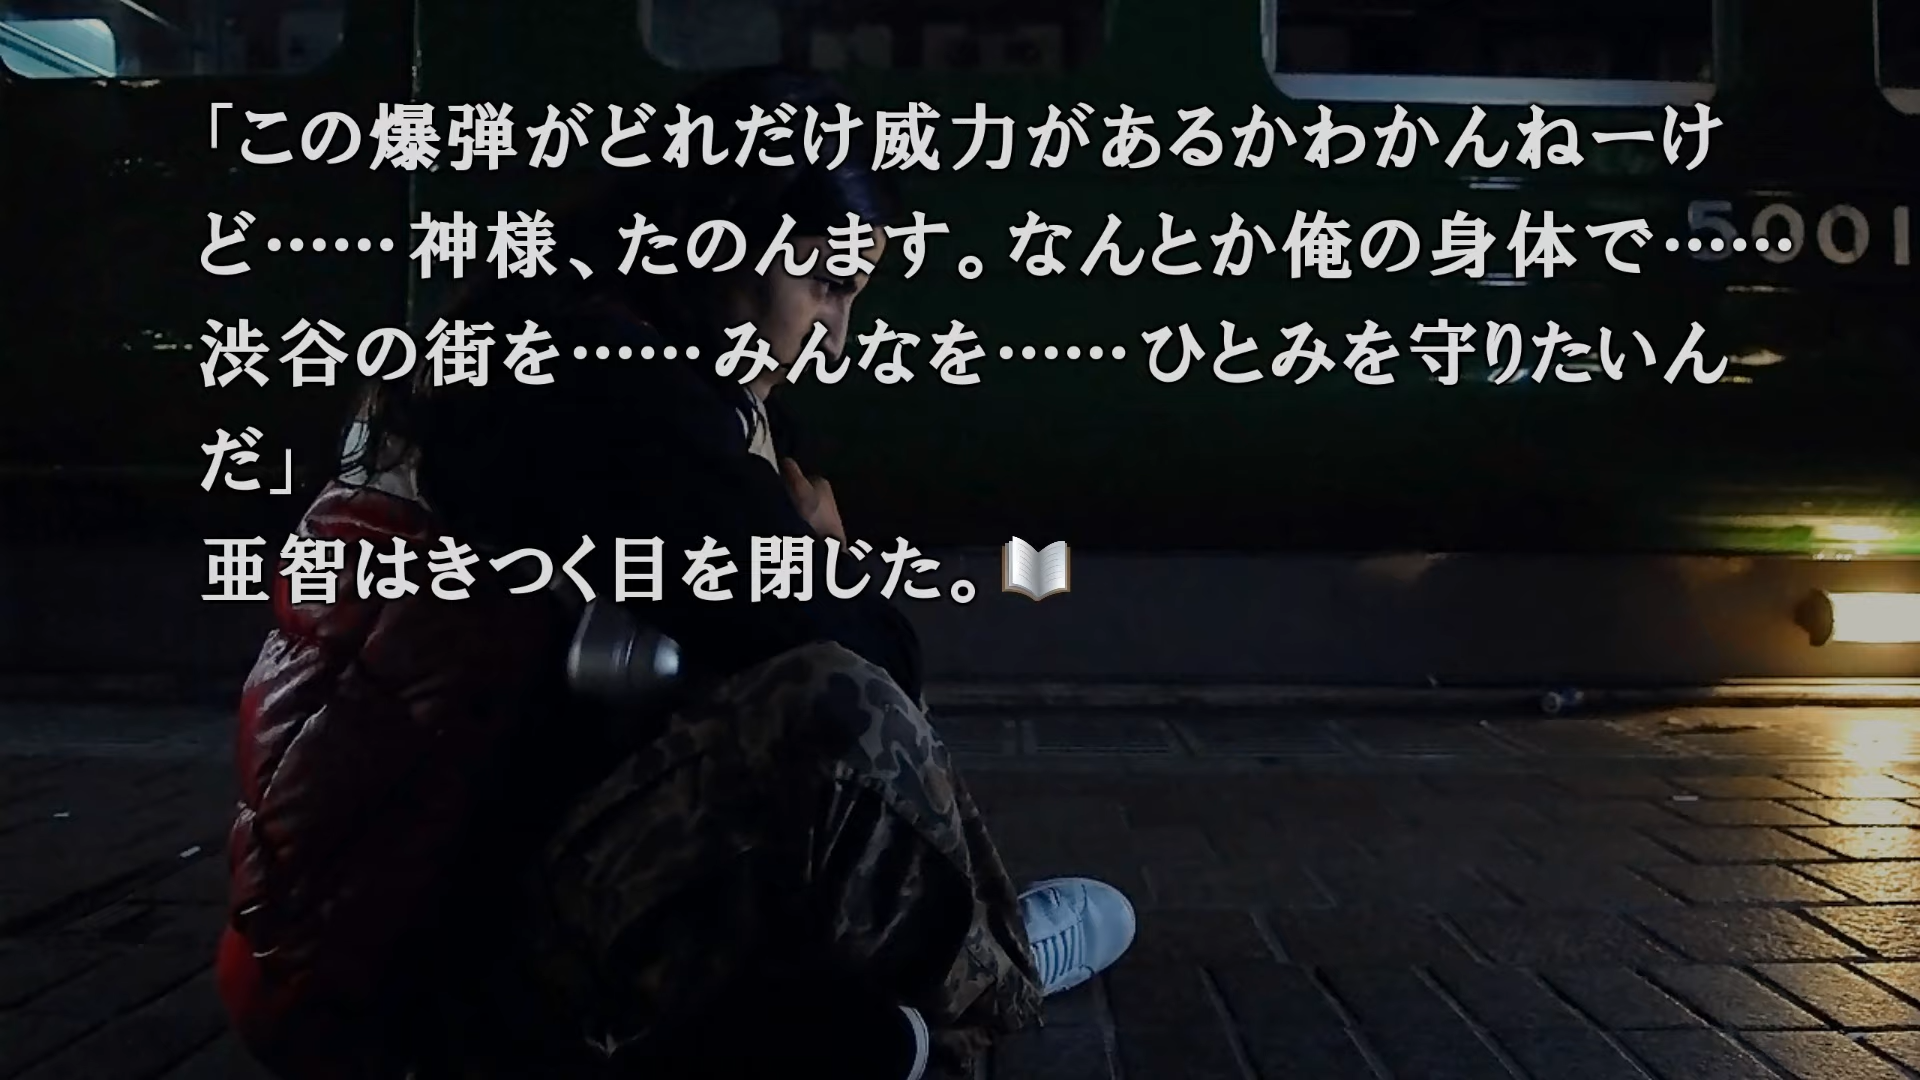 「この爆弾がどれだけ威力があるかわかんねーけ
ど……神様、たのんます。なんとか俺の身体で……
渋谷の街を……みんなを……ひとみを守りたいん
だ」
亜智はきつく目を閉じた。
5001